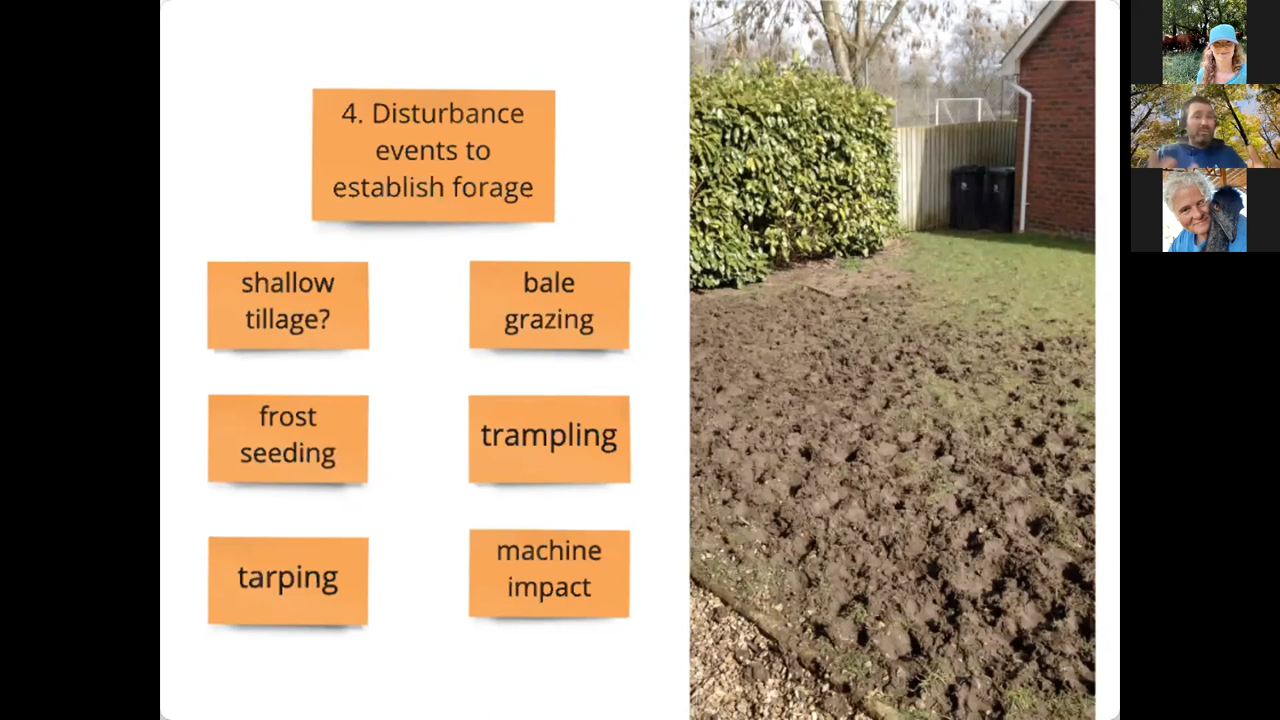 4. Disturbance
events to
establish forage
shallow
tillage?
bale
grazing
frost
seeding
trampling
tarping
machine
impact